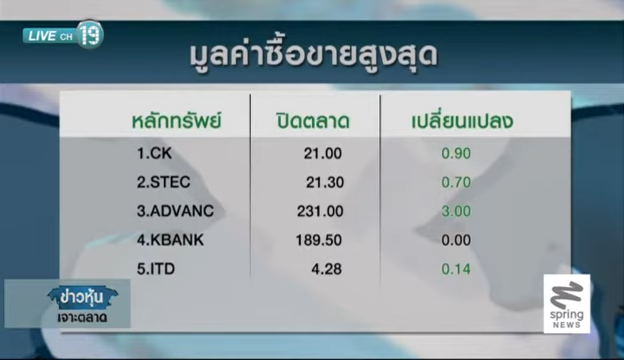 LIVE CH 19
มูลค่าซื้อขายสูงสุด
หลักทรัพย์ ปิดตลาด เปลี่ยนแปลง
1.CK 21.00 0.90
2.STEC 21.30 0.70
3.ADVANC 231.00 3.00
4.KBANK 189.50 0.00
5.ITD 4.28 0.14
ข่าวหุ้น
เจาะตลาด
spring
NEWS